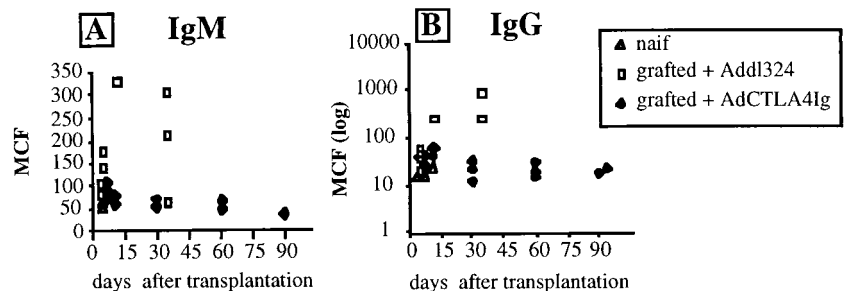 A IgM
MCF
350
300
250
200
150
100
50
0
0 15 30 45 60 75 90
days after transplantation
B IgG
MCF (log)
10000
1000
100
10
1
0 15 30 45 60 75 90
days after transplantation
naif
grafted + Addl324
grafted + AdCTLA4Ig